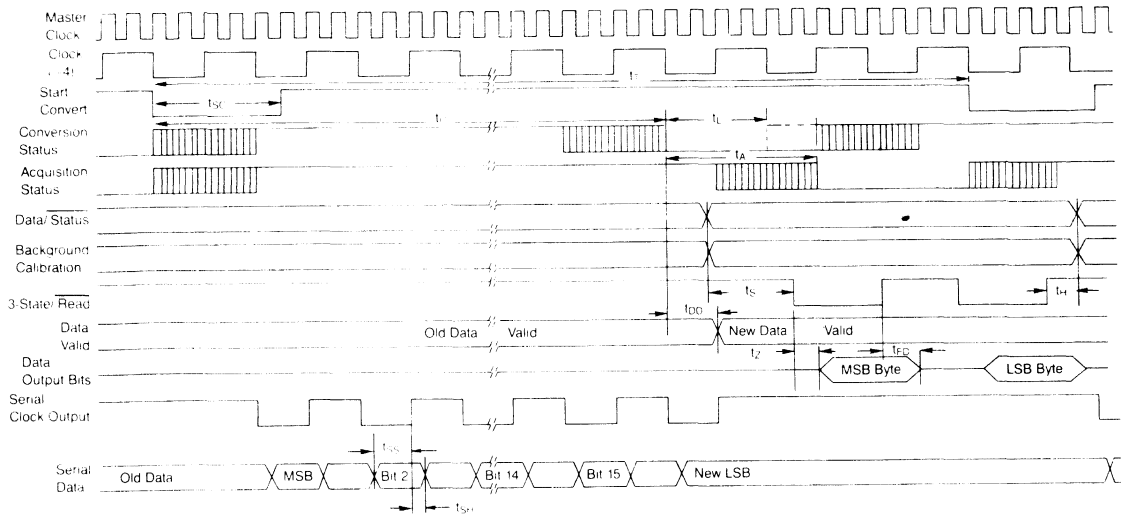 Master
Clock
Clock
(÷4)
tT
Start
Convert
tSC
tC
tL
Conversion
Status
tA
Acquisition
Status
Data/Status
Background
Calibration
tS
tH
3-State/Read
tDD
Data
Valid
Old Data Valid
New Data Valid
tZ
tFD
Data
Output Bits
MSB Byte
LSB Byte
Serial
Clock Output
tSS
Serial
Data
Old Data
MSB
Bit 2
Bit 14
Bit 15
New LSB
tSH